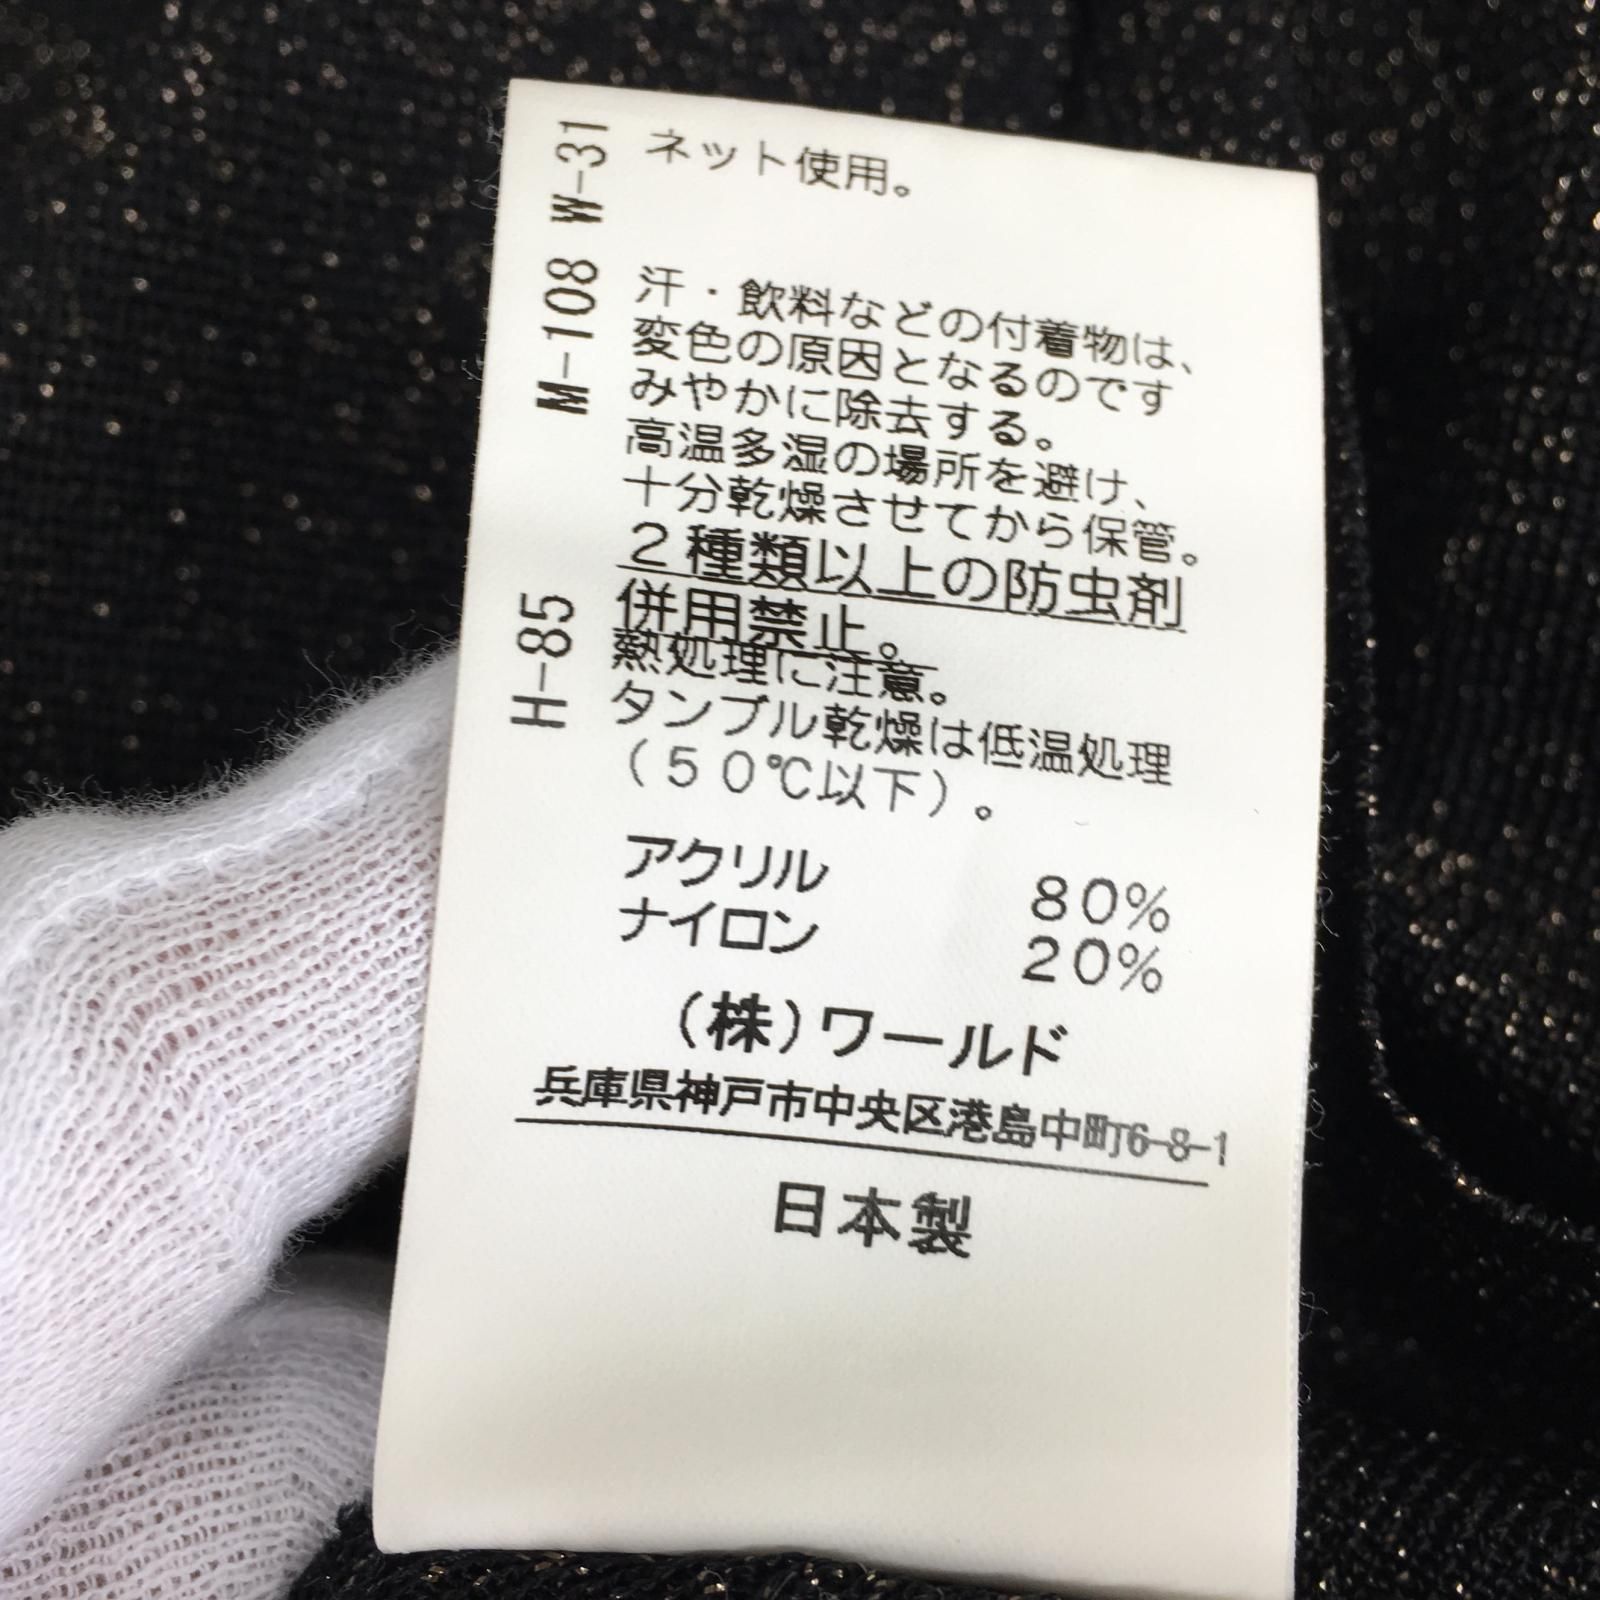 W-31
M-108
H-85
ネット使用。
汗・飲料などの付着物は、
変色の原因となるのです
みやかに除去する。
高温多湿の場所を避け、
十分乾燥させてから保管。
2種類以上の防虫剤
併用禁止。
熱処理に注意。
タンブル乾燥は低温処理
(50℃以下)。
アクリル 80%
ナイロン 20%
(株)ワールド
兵庫県神戸市中央区港島中町6-8-1
日本製